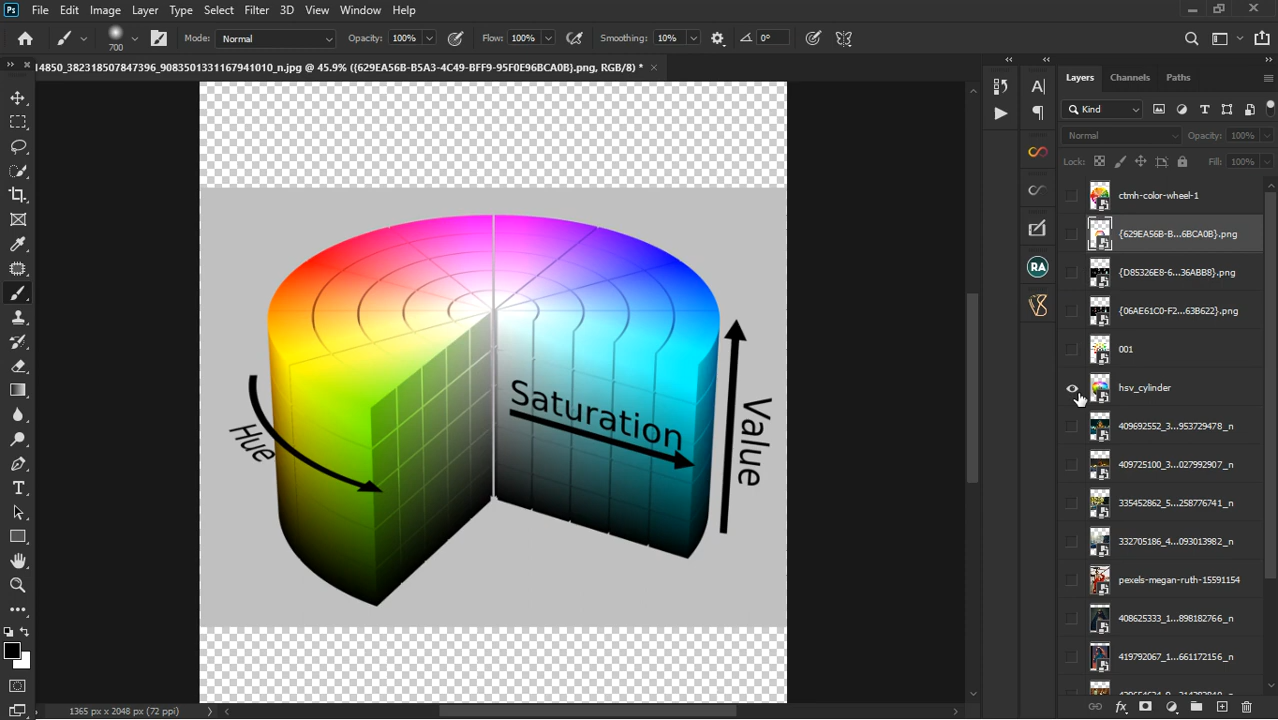 Ps File Edit Image Layer Type Select Filter 3D View Window Help
700 Mode: Normal Opacity: 100% Flow: 100% Smoothing: 10% 0°
14850_382318507847396_9083501331167941010_n.jpg @ 45.9% ({629EA56B-B5A3-4C49-BFF9-95F0E96BCA0B}.png, RGB/8) *
Layers Channels Paths
Kind
Normal Opacity: 100%
Lock: Fill: 100%
ctmh-color-wheel-1
{629EA56B-B...6BCA0B}.png
{D85326E8-6...36ABB8}.png
{06AE61C0-F2...63B622}.png
001
hsv_cylinder
409692552_3...953729478_n
409725100_3...027992907_n
335452862_5...258776741_n
332705186_4...093013982_n
pexels-megan-ruth-15591154
408625333_1...898182766_n
419792067_1...661172156_n
RA
Hue
Saturation
Value
1365 px x 2048 px (72 ppi)